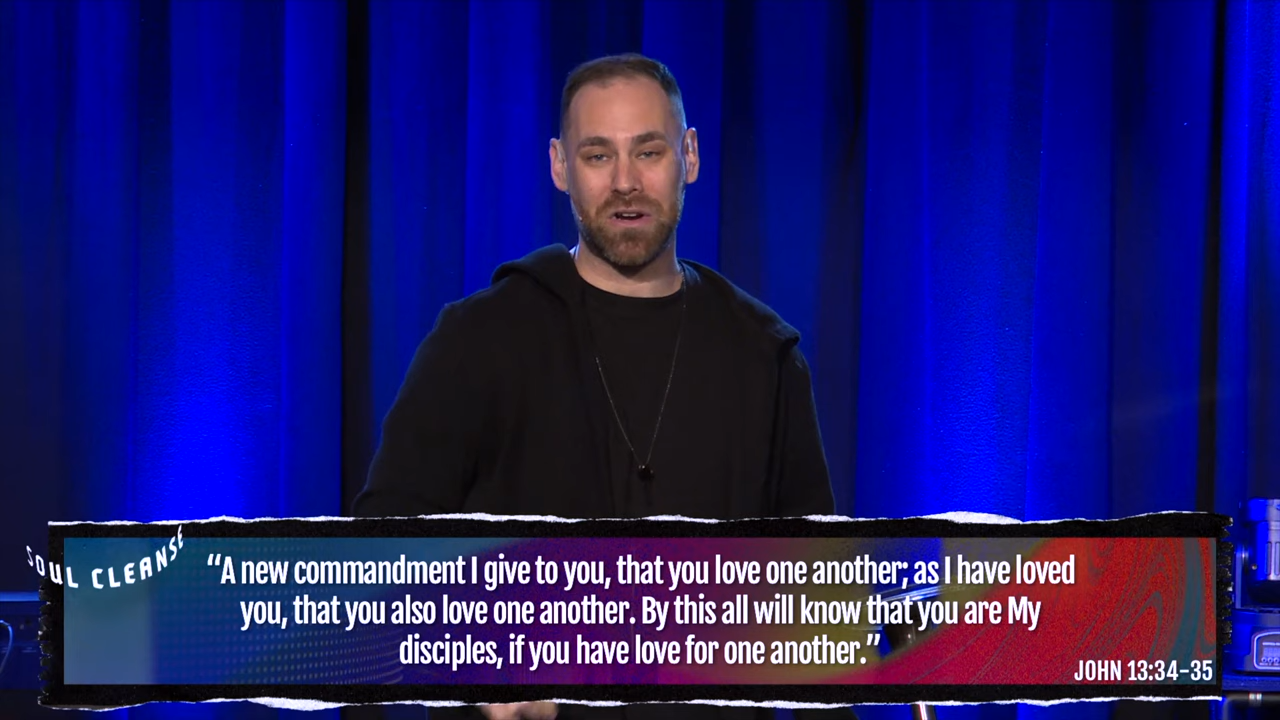 SOUL CLEANSE
“A new commandment I give to you, that you love one another; as I have loved
you, that you also love one another. By this all will know that you are My
disciples, if you have love for one another.”
JOHN 13:34-35